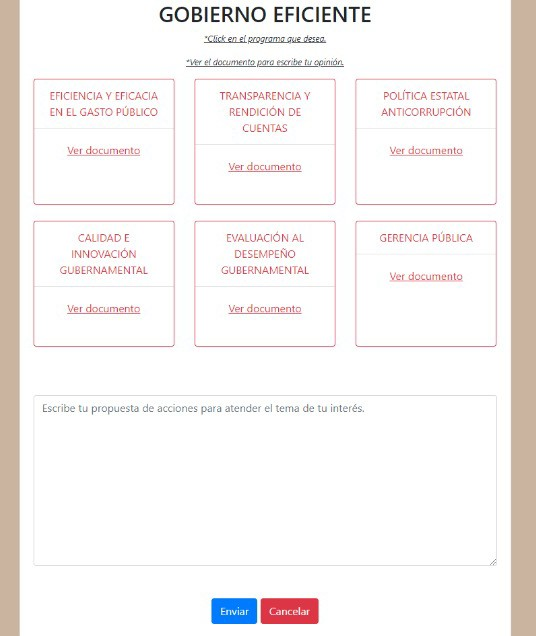 GOBIERNO EFICIENTE
*Click en el programa que desea.
*Ver el documento para escribe tu opinión.
EFICIENCIA Y EFICACIA
EN EL GASTO PÚBLICO
Ver documento
TRANSPARENCIA Y
RENDICIÓN DE
CUENTAS
Ver documento
POLÍTICA ESTATAL
ANTICORRUPCIÓN
Ver documento
CALIDAD E
INNOVACIÓN
GUBERNAMENTAL
Ver documento
EVALUACIÓN AL
DESEMPEÑO
GUBERNAMENTAL
Ver documento
GERENCIA PÚBLICA
Ver documento
Escribe tu propuesta de acciones para atender el tema de tu interés.
Enviar
Cancelar